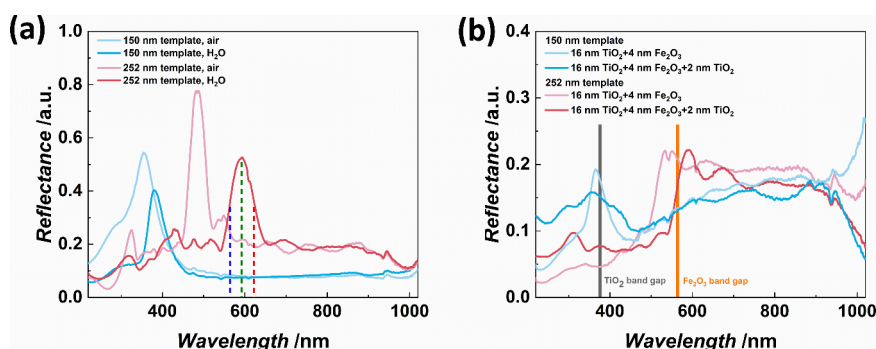 (a)
Reflectance /a.u.
1.0
0.8
0.6
0.4
0.2
0.0
150 nm template, air
150 nm template, H₂O
252 nm template, air
252 nm template, H₂O
400
600
800
1000
Wavelength /nm
(b)
Reflectance /a.u.
0.4
0.3
0.2
0.1
0.0
150 nm template
16 nm TiO₂+4 nm Fe₂O₃
16 nm TiO₂+4 nm Fe₂O₃+2 nm TiO₂
252 nm template
16 nm TiO₂+4 nm Fe₂O₃
16 nm TiO₂+4 nm Fe₂O₃+2 nm TiO₂
TiO₂ band gap
Fe₂O₃ band gap
400
600
800
1000
Wavelength /nm